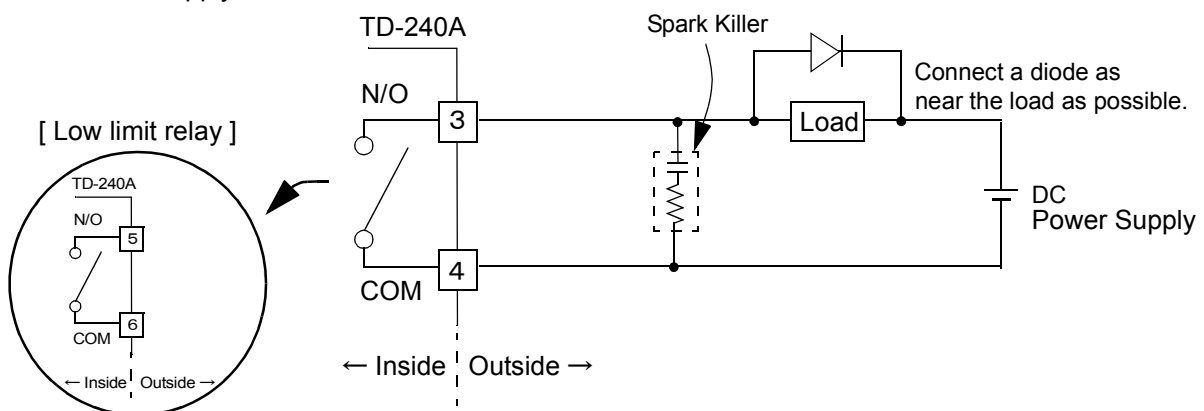 TD-240A
Spark Killer
N/O
3
Load
Connect a diode as
near the load as possible.
DC
Power Supply
4
COM
← Inside
Outside →
[ Low limit relay ]
TD-240A
N/O
5
6
COM
← Inside
Outside →